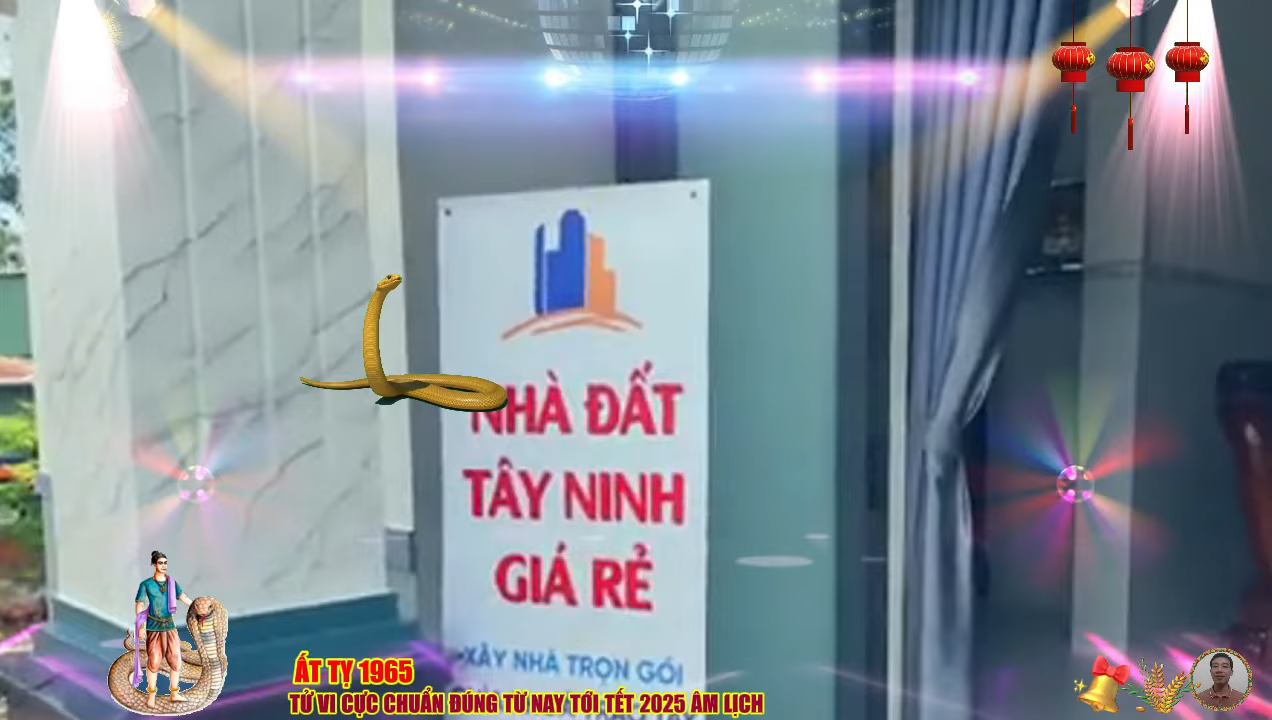 NHÀ ĐẤT
TÂY NINH
GIÁ RẺ
XÂY NHÀ TRỌN GÓI
ẤT TỴ 1965
TỬ VI CỰC CHUẨN ĐÚNG TỪ NAY TỚI TẾT 2025 ÂM LỊCH